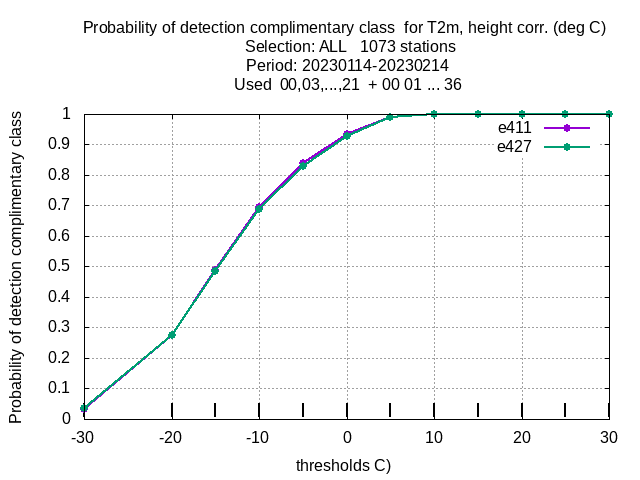 Probability of detection complimentary class  for T2m, height corr. (deg C)
Selection: ALL   1073 stations
Period: 20230114-20230214
Used  00,03,...,21  + 00 01 ... 36
Probability of detection complimentary class
1
0.9
0.8
0.7
0.6
0.5
0.4
0.3
0.2
0.1
0
e411
e427
-30 -20 -10 0 10 20 30
thresholds C)